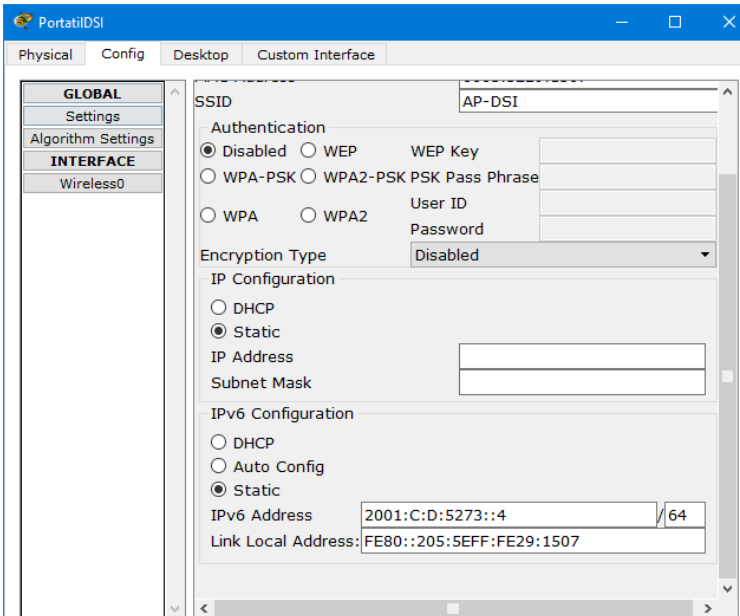 PortatilDSI
Physical Config Desktop Custom Interface
GLOBAL
Settings
Algorithm Settings
INTERFACE
Wireless0
SSID AP-DSI
Authentication
Disabled WEP WEP Key
WPA-PSK WPA2-PSK PSK Pass Phrase
WPA WPA2 User ID
Password
Encryption Type Disabled
IP Configuration
DHCP
Static
IP Address
Subnet Mask
IPv6 Configuration
DHCP
Auto Config
Static
IPv6 Address 2001:C:D:5273::4 / 64
Link Local Address: FE80::205:5EFF:FE29:1507